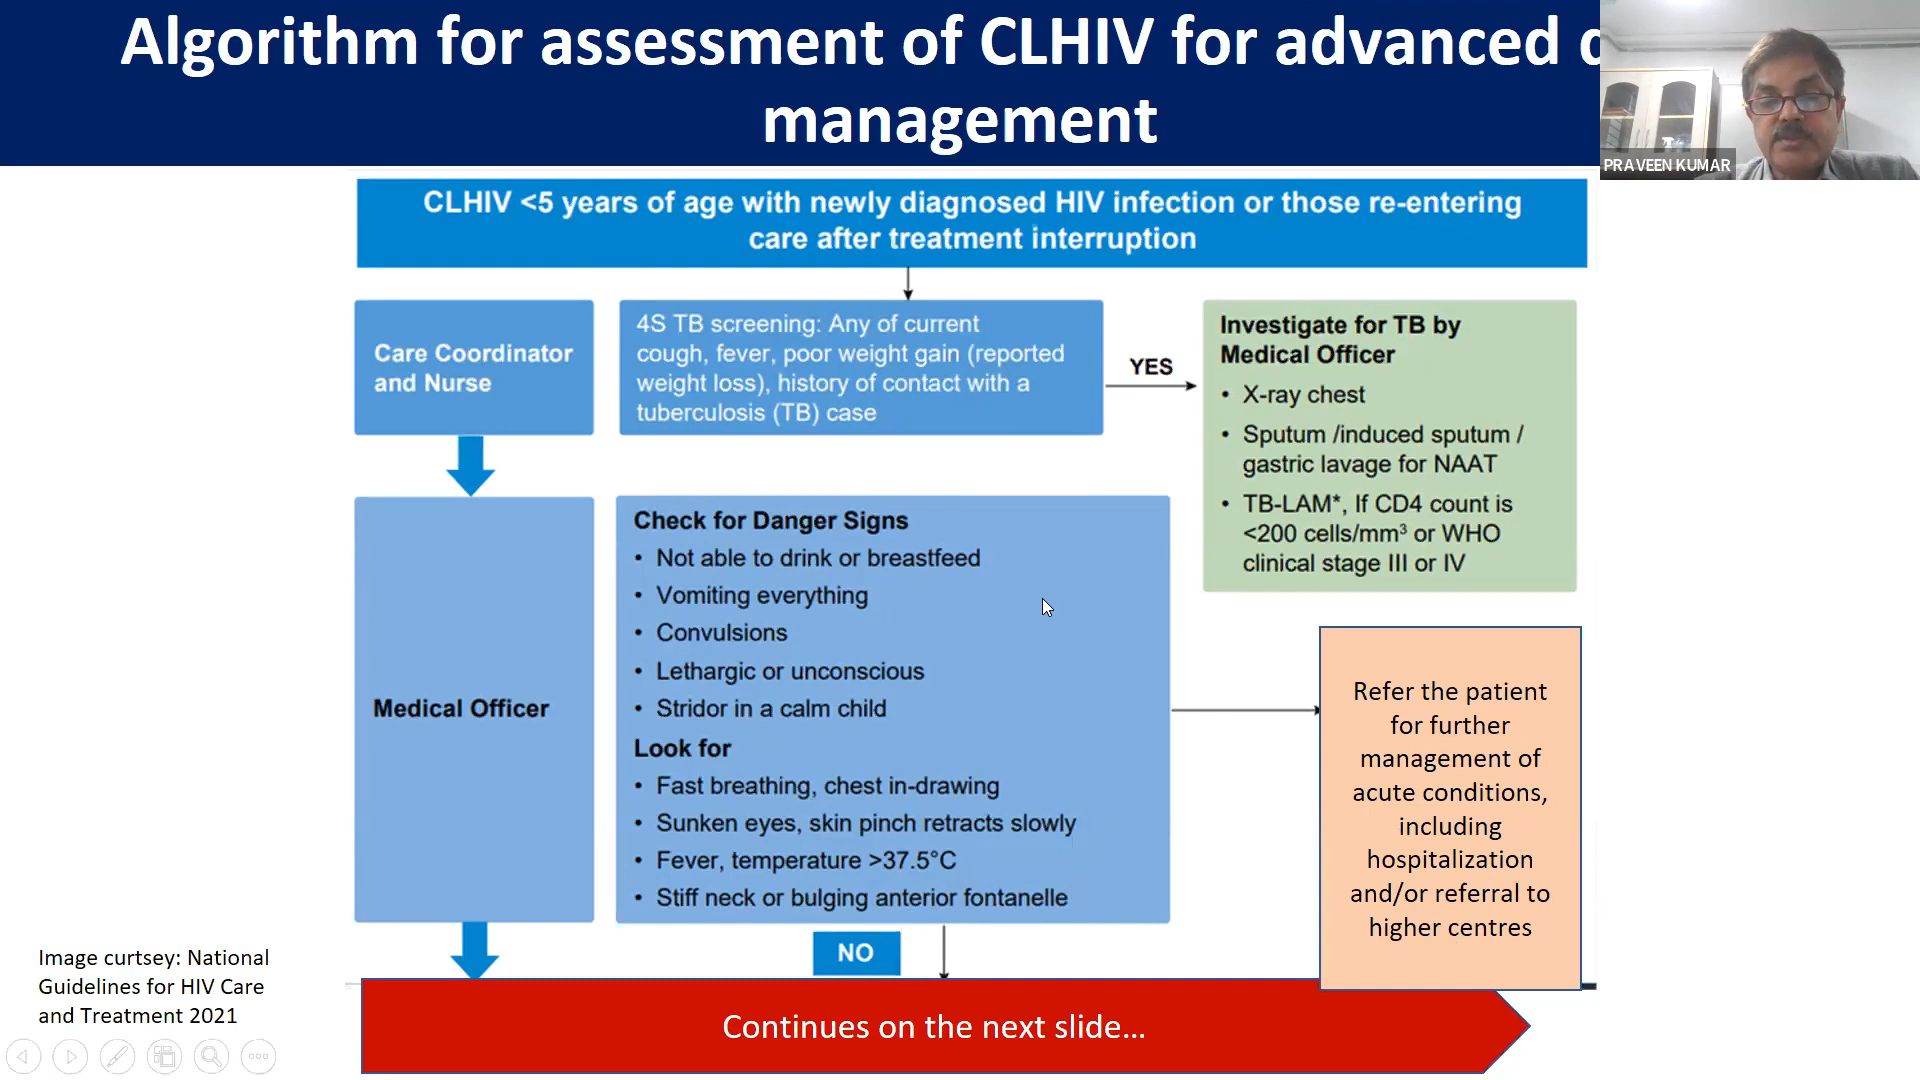 Algorithm for assessment of CLHIV for advanced
management
PRAVEEN KUMAR
CLHIV <5 years of age with newly diagnosed HIV infection or those re-entering
care after treatment interruption
Care Coordinator
and Nurse
4S TB screening: Any of current
cough, fever, poor weight gain (reported
weight loss), history of contact with a
tuberculosis (TB) case
YES
Investigate for TB by
Medical Officer
• X-ray chest
• Sputum /induced sputum /
gastric lavage for NAAT
• TB-LAM*, If CD4 count is
<200 cells/mm³ or WHO
clinical stage III or IV
Medical Officer
Check for Danger Signs
• Not able to drink or breastfeed
• Vomiting everything
• Convulsions
• Lethargic or unconscious
• Stridor in a calm child
Look for
• Fast breathing, chest in-drawing
• Sunken eyes, skin pinch retracts slowly
• Fever, temperature >37.5°C
• Stiff neck or bulging anterior fontanelle
Refer the patient
for further
management of
acute conditions,
including
hospitalization
and/or referral to
higher centres
NO
Image curtsey: National
Guidelines for HIV Care
and Treatment 2021
Continues on the next slide...